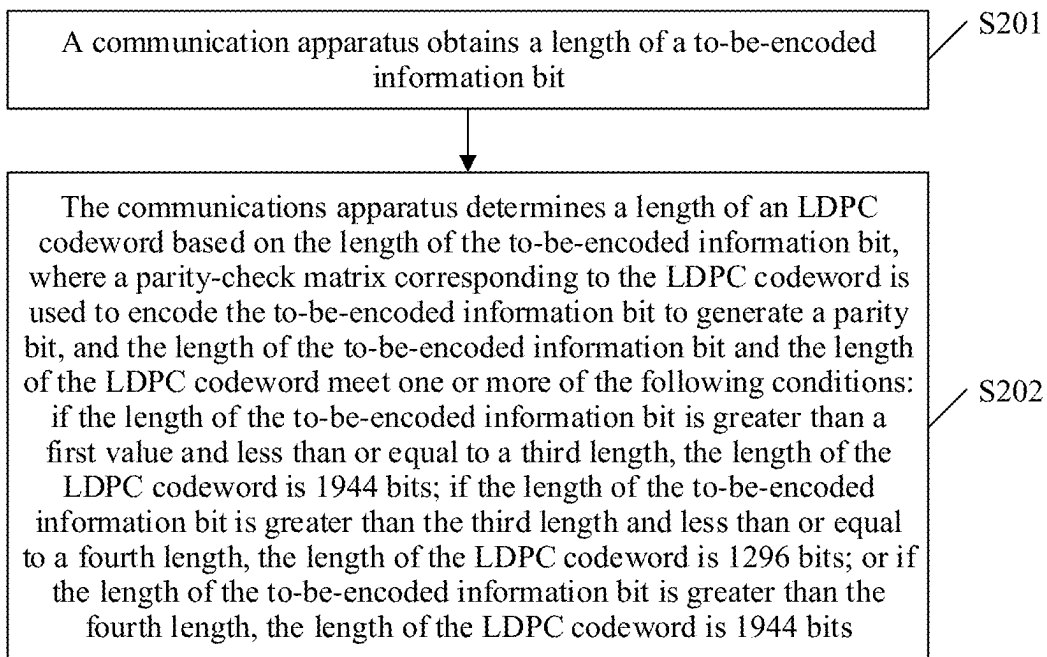 A communication apparatus obtains a length of a to-be-encoded
information bit
S201
The communications apparatus determines a length of an LDPC
codeword based on the length of the to-be-encoded information bit,
where a parity-check matrix corresponding to the LDPC codeword is
used to encode the to-be-encoded information bit to generate a parity
bit, and the length of the to-be-encoded information bit and the length
of the LDPC codeword meet one or more of the following conditions:
if the length of the to-be-encoded information bit is greater than a
first value and less than or equal to a third length, the length of the
LDPC codeword is 1944 bits; if the length of the to-be-encoded
information bit is greater than the third length and less than or equal
to a fourth length, the length of the LDPC codeword is 1296 bits; or if
the length of the to-be-encoded information bit is greater than the
fourth length, the length of the LDPC codeword is 1944 bits
S202